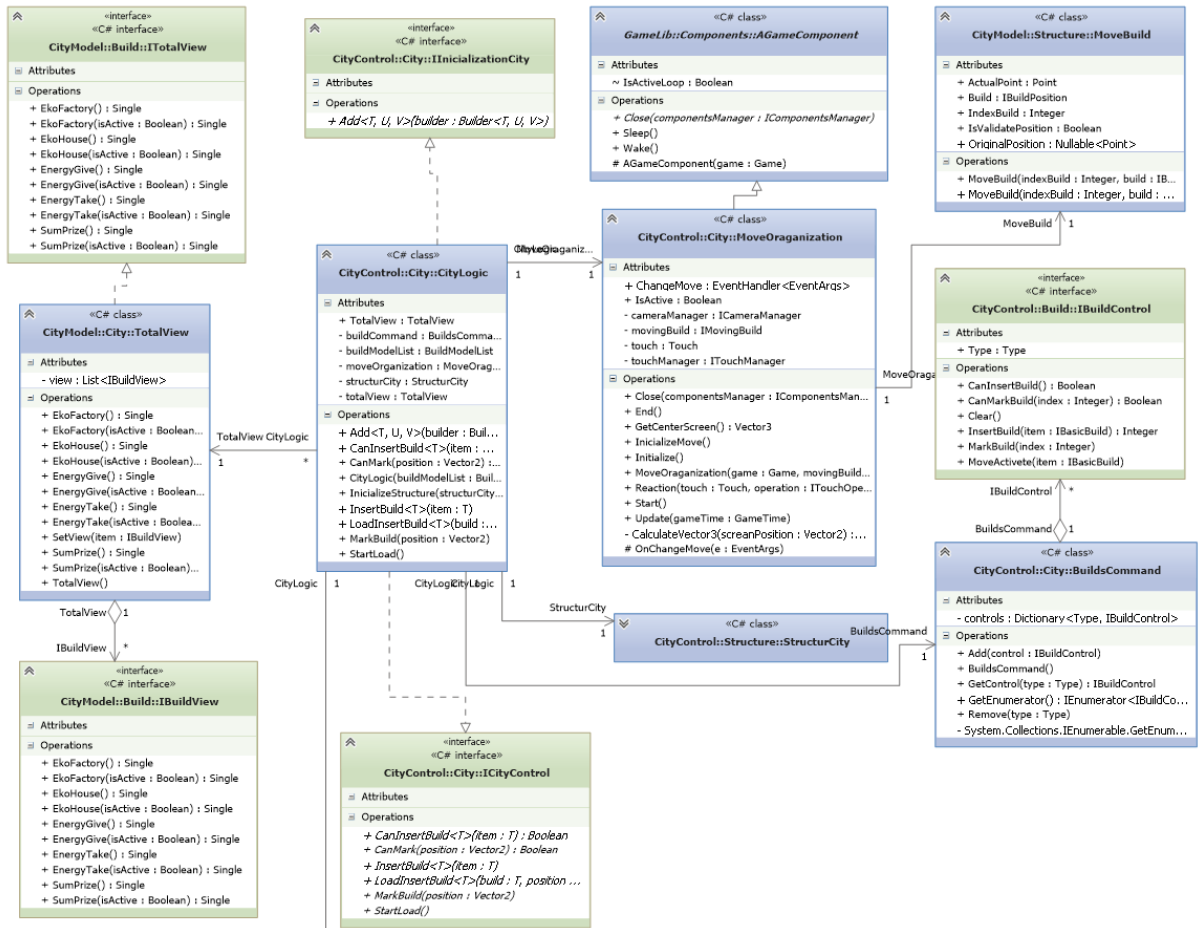 «interface»
«C# interface»
CityModel::Build::ITotalView
Attributes
Operations
+ EkoFactory() : Single
+ EkoFactory(isActive : Boolean) : Single
+ EkoHouse() : Single
+ EkoHouse(isActive : Boolean) : Single
+ EnergyGive() : Single
+ EnergyGive(isActive : Boolean) : Single
+ EnergyTake() : Single
+ EnergyTake(isActive : Boolean) : Single
+ SumPrize() : Single
+ SumPrize(isActive : Boolean) : Single
«interface»
«C# interface»
CityControl::City::IInicializationCity
Attributes
Operations
+ Add<T, U, V>(builder : Builder<T, U, V>)
«C# class»
GameLib::Components::AGameComponent
Attributes
~ IsActiveLoop : Boolean
Operations
+ Close(componentsManager : IComponentsManager)
+ Sleep()
+ Wake()
# AGameComponent(game : Game)
«C# class»
CityModel::Structure::MoveBuild
Attributes
+ ActualPoint : Point
+ Build : IBuildPosition
+ IndexBuild : Integer
+ IsValidatePosition : Boolean
+ OriginalPosition : Nullable<Point>
Operations
+ MoveBuild(indexBuild : Integer, build : IB...
+ MoveBuild(indexBuild : Integer, build : ...
MoveBuild
1
«C# class»
CityModel::City::TotalView
Attributes
- view : List<IBuildView>
Operations
+ EkoFactory() : Single
+ EkoFactory(isActive : Boolean...
+ EkoHouse() : Single
+ EkoHouse(isActive : Boolean)...
+ EnergyGive() : Single
+ EnergyGive(isActive : Boolean...
+ EnergyTake() : Single
+ EnergyTake(isActive : Boolea...
+ SetView(item : IBuildView)
+ SumPrize() : Single
+ SumPrize(isActive : Boolean)...
+ TotalView()
TotalView CityLogic
1
*
«C# class»
CityControl::City::CityLogic
Attributes
+ TotalView : TotalView
- buildCommand : BuildsComma...
- buildModelList : BuildModelList
- moveOrganization : MoveOrag...
- structurCity : StructurCity
- totalView : TotalView
Operations
+ Add<T, U, V>(builder : Buil...
+ CanInsertBuild<T>(item : ...
+ CanMark(position : Vector2) :...
+ CityLogic(buildModelList : Buil...
+ InicializeStructure(structurCity...
+ InsertBuild<T>(item : T)
+ LoadInsertBuild<T>(build :...
+ MarkBuild(position : Vector2)
+ StartLoad()
1
1
«C# class»
CityControl::City::MoveOraganization
Attributes
+ ChangeMove : EventHandler<EventArgs>
+ IsActive : Boolean
- cameraManager : ICameraManager
- movingBuild : IMovingBuild
- touch : Touch
- touchManager : ITouchManager
Operations
+ Close(componentsManager : IComponentsMan...
+ End()
+ GetCenterScreen() : Vector3
+ InicializeMove()
+ Initialize()
+ MoveOraganization(game : Game, movingBuild...
+ Reaction(touch : Touch, operation : ITouchOpe...
+ Start()
+ Update(gameTime : GameTime)
- CalculateVector3(screanPosition : Vector2) :...
# OnChangeMove(e : EventArgs)
1
«interface»
«C# interface»
CityControl::Build::IBuildControl
Attributes
+ Type : Type
Operations
+ CanInsertBuild() : Boolean
+ CanMarkBuild(index : Integer) : Boolean
+ Clear()
+ InsertBuild(item : IBasicBuild) : Integer
+ MarkBuild(index : Integer)
+ MoveActivete(item : IBasicBuild)
IBuildControl
*
BuildsCommand
1
«C# class»
CityControl::City::BuildsCommand
Attributes
- controls : Dictionary<Type, IBuildControl>
Operations
+ Add(control : IBuildControl)
+ BuildsCommand()
+ GetControl(type : Type) : IBuildControl
+ GetEnumerator() : IEnumerator<IBuildCo...
+ Remove(type : Type)
- System.Collections.IEnumerable.GetEnum...
CityLogic
1
CityLogic
1
1
StructurCity
1
«C# class»
CityControl::Structure::StructurCity
BuildsCommand
1
TotalView
1
IBuildView
*
«interface»
«C# interface»
CityModel::Build::IBuildView
Attributes
Operations
+ EkoFactory() : Single
+ EkoFactory(isActive : Boolean) : Single
+ EkoHouse() : Single
+ EkoHouse(isActive : Boolean) : Single
+ EnergyGive() : Single
+ EnergyGive(isActive : Boolean) : Single
+ EnergyTake() : Single
+ EnergyTake(isActive : Boolean) : Single
+ SumPrize() : Single
+ SumPrize(isActive : Boolean) : Single
«interface»
«C# interface»
CityControl::City::ICityControl
Attributes
Operations
+ CanInsertBuild<T>(item : T) : Boolean
+ CanMark(position : Vector2) : Boolean
+ InsertBuild<T>(item : T)
+ LoadInsertBuild<T>(build : T, position ...
+ MarkBuild(position : Vector2)
+ StartLoad()